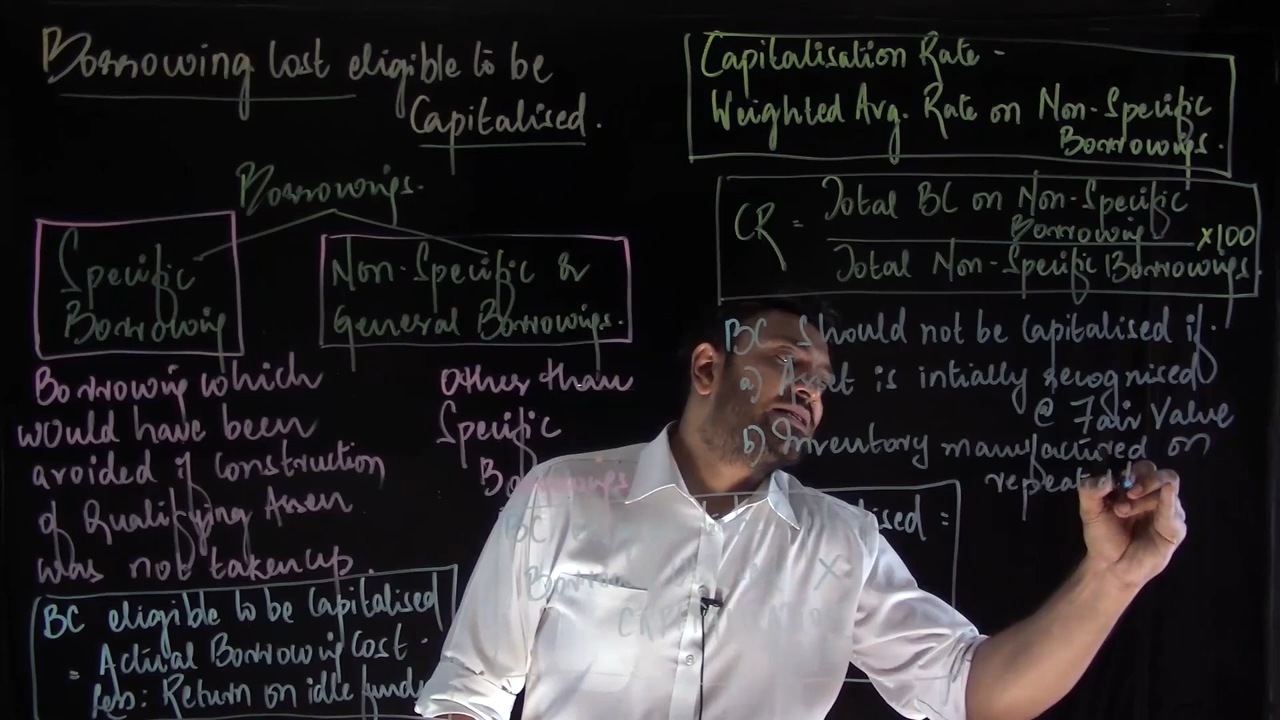 Borrowing Cost eligible to be
Capitalised.
Borrowings.
Specific
Borrowing
Non-Specific or
General Borrowings.
Borrowing which
would have been
avoided if Construction
of Qualifying Asset
was not taken up.
BC eligible to be Capitalised
= Actual Borrowing Cost
Less: Return on idle funds
Other than
Specific
Borrowings
BC
Borrow
X
Capitalisation Rate -
Weighted Avg. Rate on Non-Specific
Borrowings.
CR = Total BC on Non-Specific
Borrowing
×100
Total Non-Specific Borrowings.
BC Should not be Capitalised if.
a) Asset is intially recognised
@ Fair Value
b) Inventory manufactured on
repeated